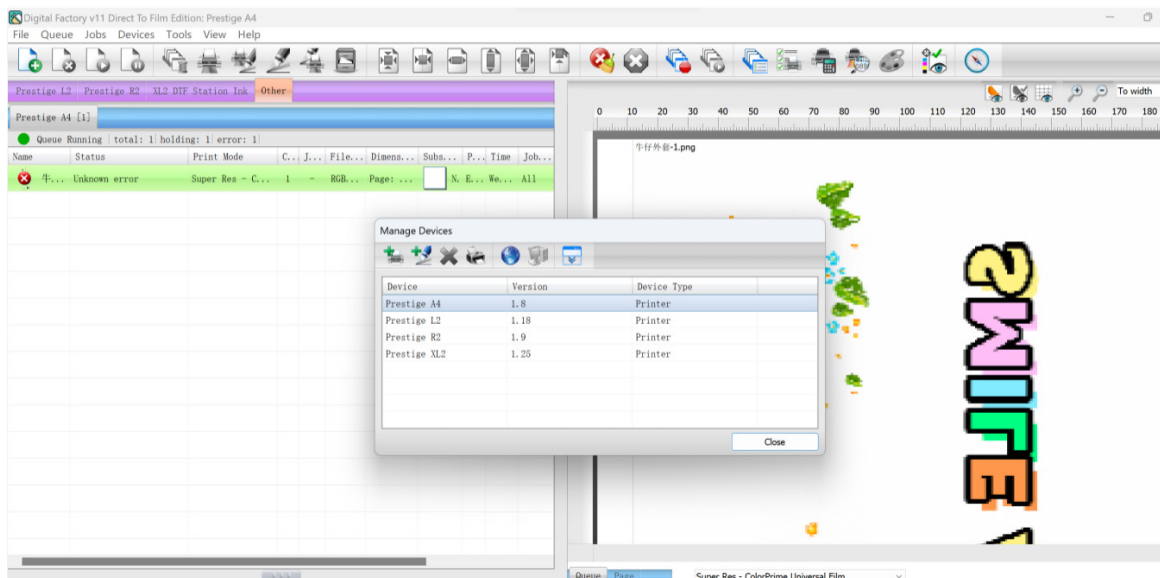 Digital Factory v11 Direct To Film Edition: Prestige A4
File Queue Jobs Devices Tools View Help
Prestige L2 Prestige R2 XL2 DTF Station Ink Other
To width
Prestige A4 [1]
0 10 20 30 40 50 60 70 80 90 100 110 120 130 140 150 160 170 180
Queue Running total: 1 holding: 1 error: 1
牛仔外套-1.png
Name Status Print Mode C... J... File... Dimens... Subs... P... Time Job...
牛... Unknown error Super Res - C... 1 - RGB... Page: ... N. E... We... All
Manage Devices
Device Version Device Type
Prestige A4 1.8 Printer
Prestige L2 1.18 Printer
Prestige R2 1.9 Printer
Prestige XL2 1.25 Printer
Close
Queue Page Super Res - ColorPrime Universal Film